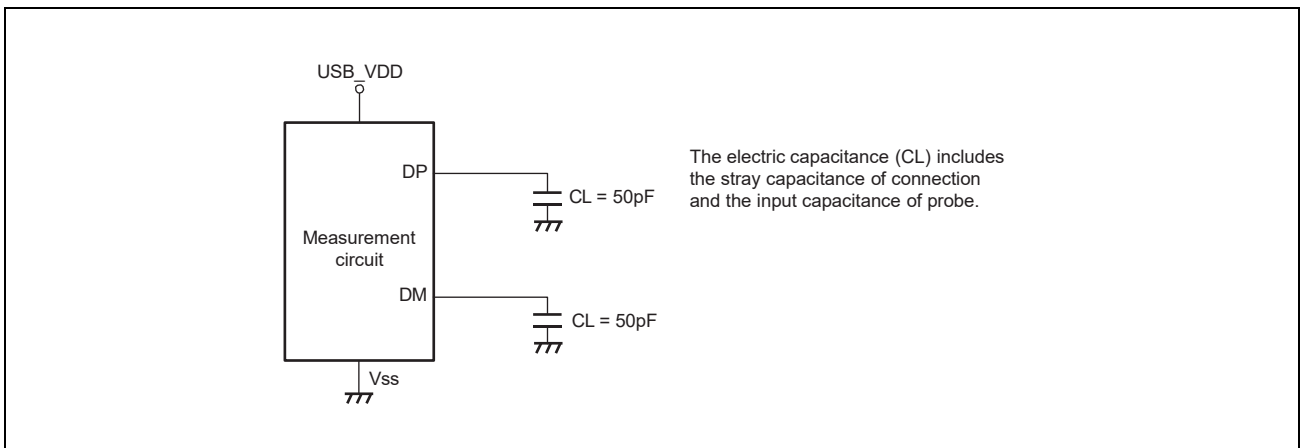 USB_VDD
DP
The electric capacitance (CL) includes
the stray capacitance of connection
and the input capacitance of probe.
CL = 50pF
Measurement
circuit
DM
CL = 50pF
Vss